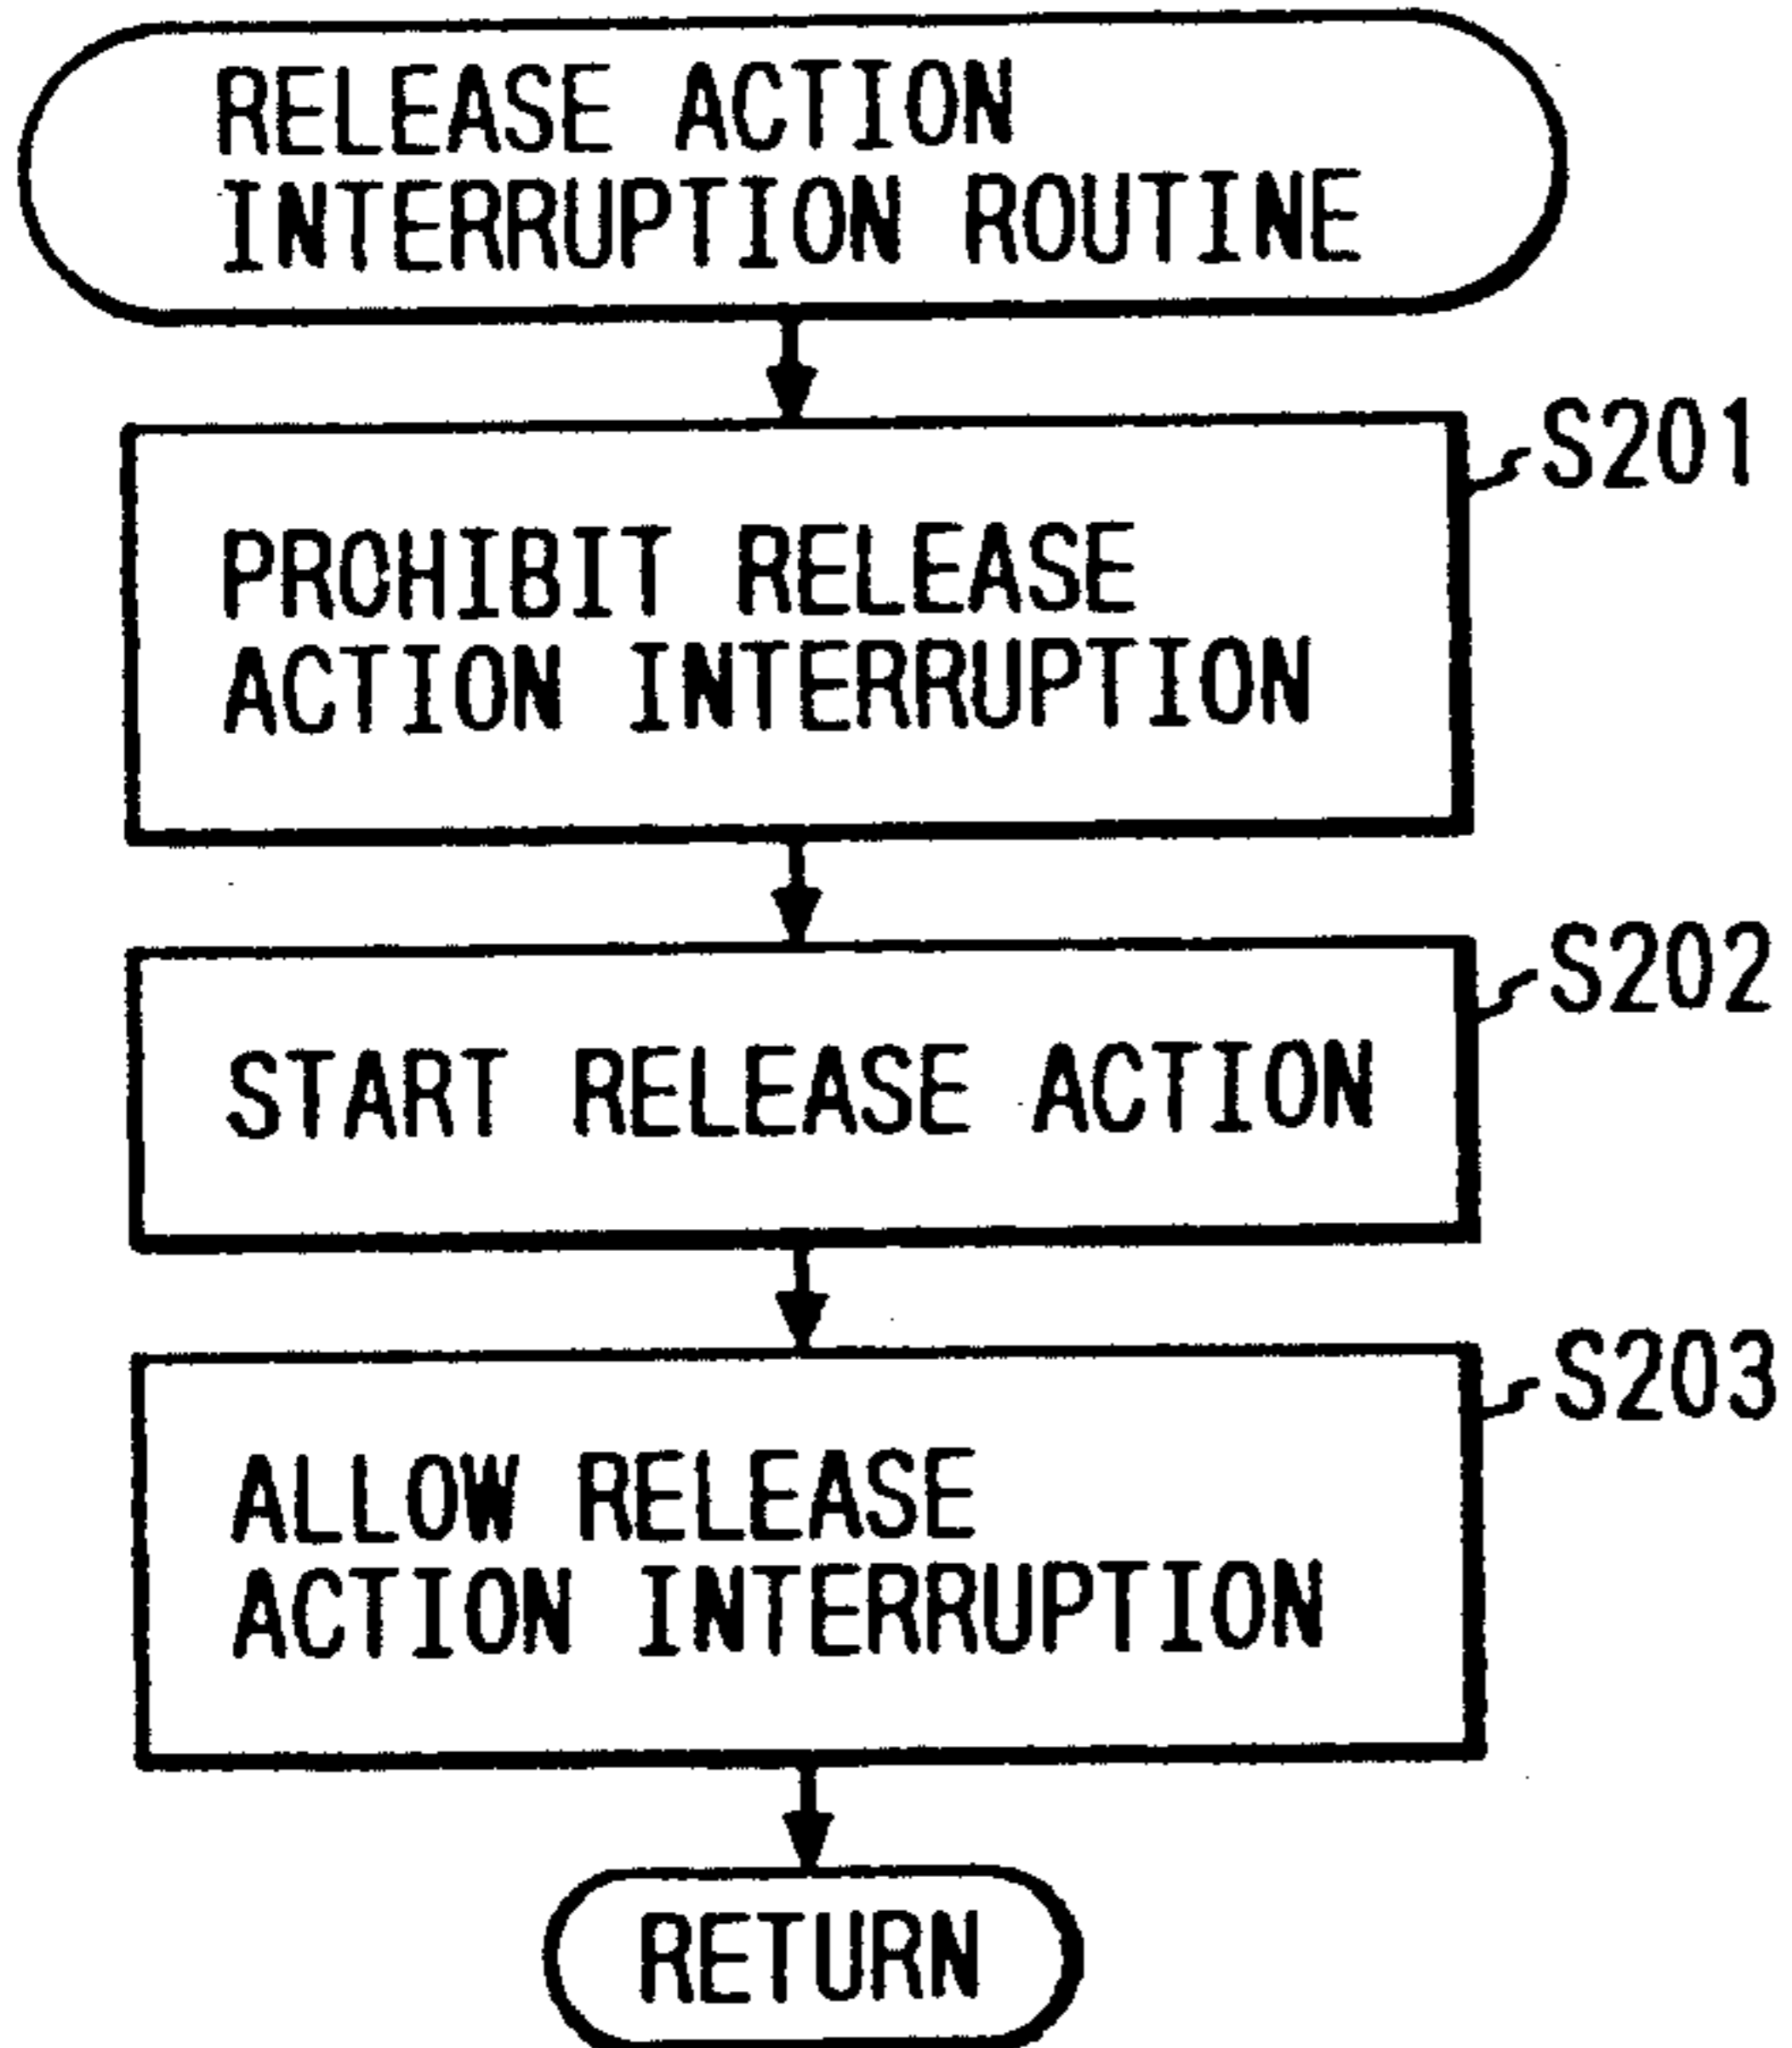 RELEASE ACTION
INTERRUPTION ROUTINE
S201
PROHIBIT RELEASE
ACTION INTERRUPTION
S202
START RELEASE ACTION
S203
ALLOW RELEASE
ACTION INTERRUPTION
RETURN